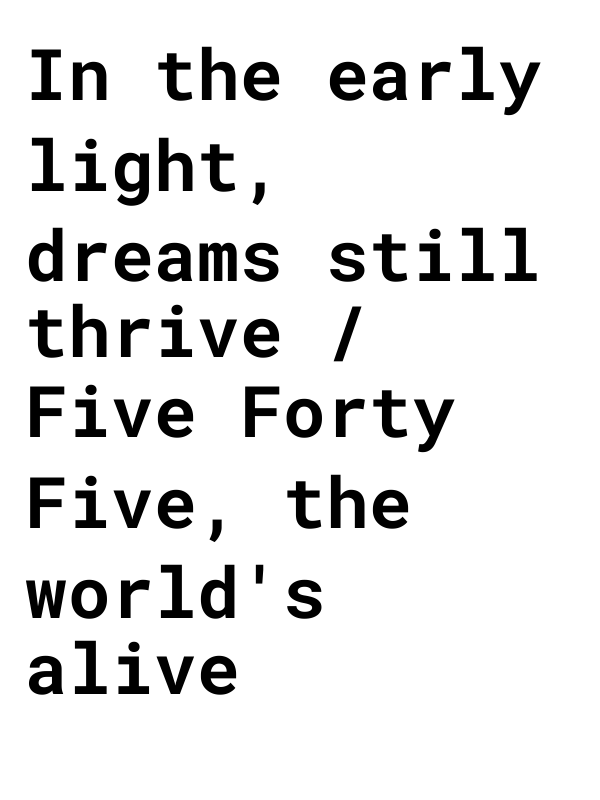 In the early
light,
dreams still
thrive /
Five Forty
Five, the
world's
alive